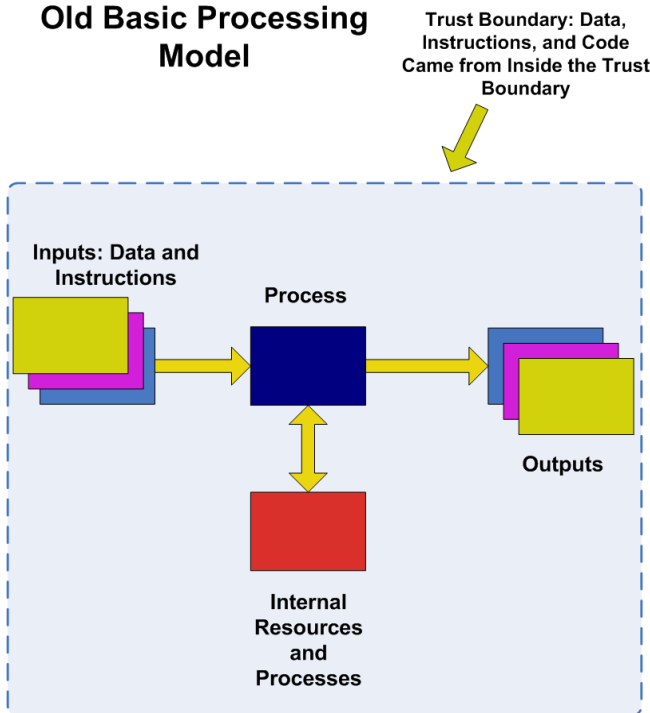 Old Basic Processing
Model
Trust Boundary: Data,
Instructions, and Code
Came from Inside the Trust
Boundary
Inputs: Data and
Instructions
Process
Outputs
Internal
Resources
and
Processes